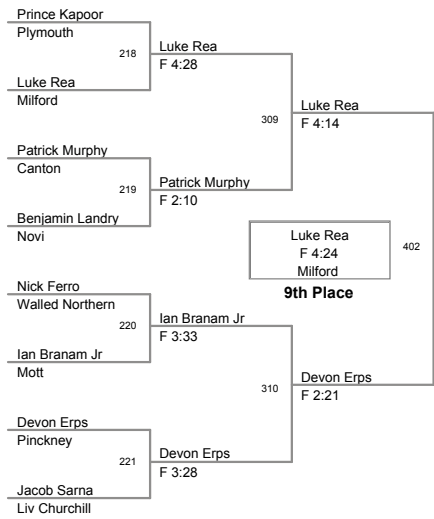 Prince Kapoor
Plymouth
218
Luke Rea
F 4:28
Luke Rea
Milford
309
Luke Rea
F 4:14
Patrick Murphy
Canton
219
Patrick Murphy
F 2:10
Benjamin Landry
Novi
Luke Rea
F 4:24
Milford
402
9th Place
Nick Ferro
Walled Northern
220
Ian Branam Jr
F 3:33
Ian Branam Jr
Mott
310
Devon Erps
F 2:21
Devon Erps
Pinckney
221
Devon Erps
F 3:28
Jacob Sarna
Liv Churchill